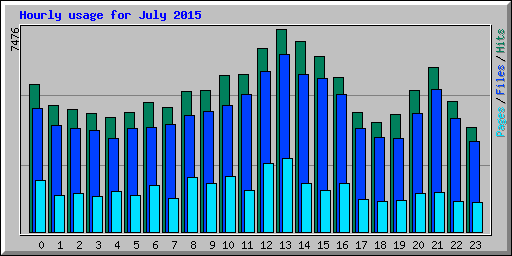 Hourly usage for July 2015
7476
Pages/Files/Hits
0 1 2 3 4 5 6 7 8 9 10 11 12 13 14 15 16 17 18 19 20 21 22 23